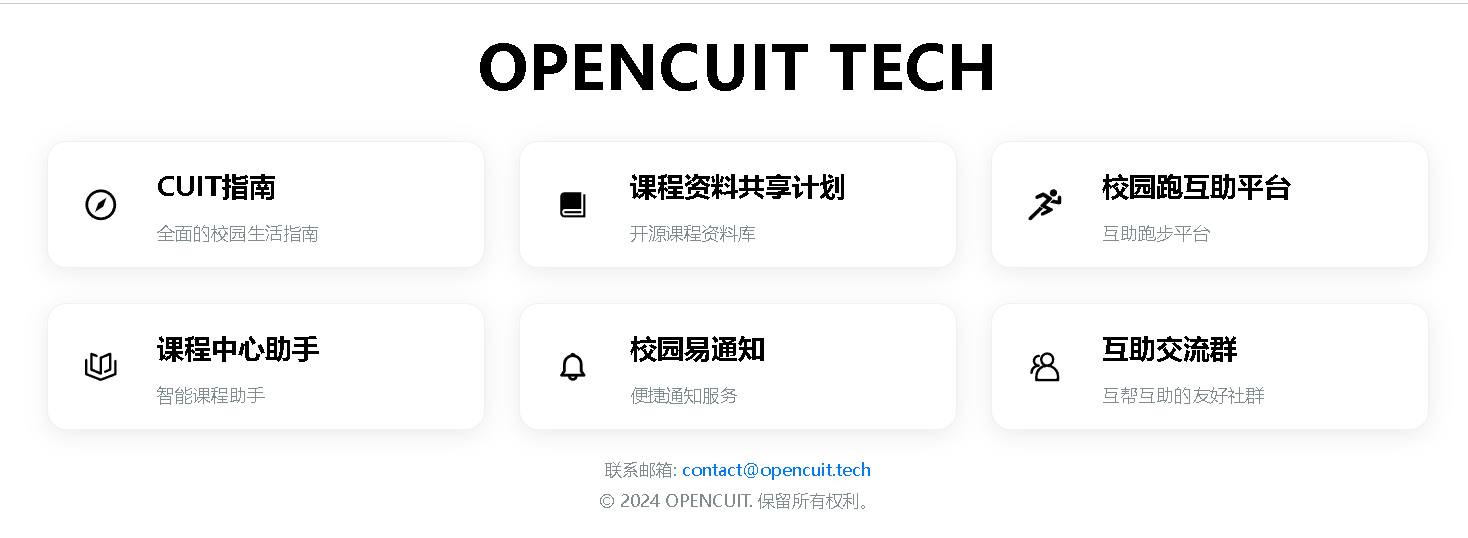 OPENCUIT TECH
CUIT指南
全面的校园生活指南
课程资料共享计划
开源课程资料库
校园跑互助平台
互助跑步平台
课程中心助手
智能课程助手
校园易通知
便捷通知服务
互助交流群
互帮互助的友好社群
联系邮箱: contact@opencuit.tech
© 2024 OPENCUIT. 保留所有权利。